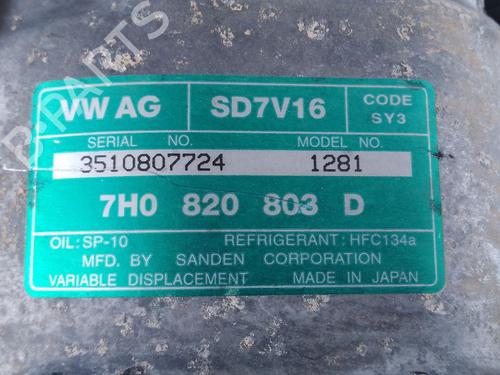 B-PARTS
VW AG SD7V16 CODE SY3
SERIAL NO. MODEL NO.
3510807724 1281
7H0 820 803 D
OIL: SP-10 REFRIGERANT: HFC134a
MFD. BY SANDEN CORPORATION
VARIABLE DISPLACEMENT MADE IN JAPAN